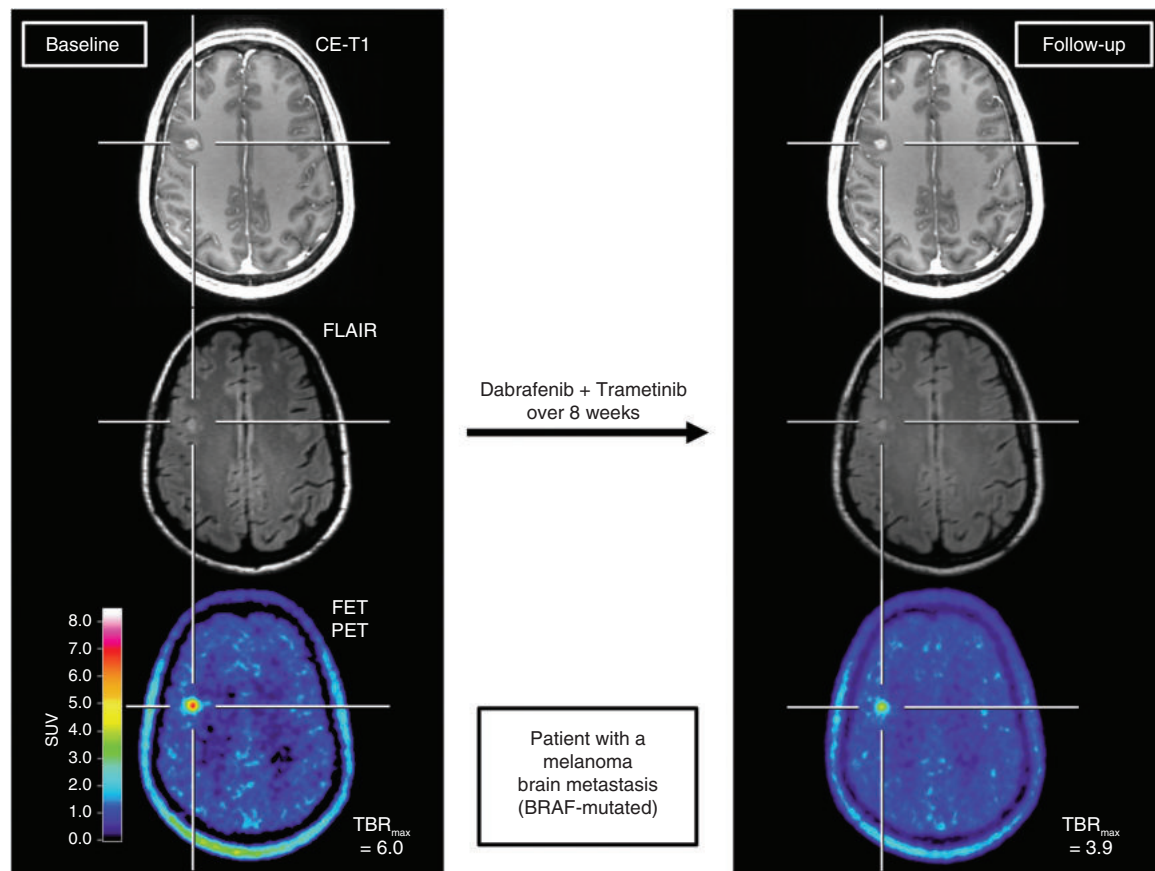 Baseline
CE-T1
Follow-up
FLAIR
Dabrafenib + Trametinib
over 8 weeks
FET
PET
8.0
7.0
6.0
5.0
4.0
3.0
2.0
1.0
0.0
SUV
TBRmax
= 6.0
Patient with a
melanoma
brain metastasis
(BRAF-mutated)
TBRmax
= 3.9